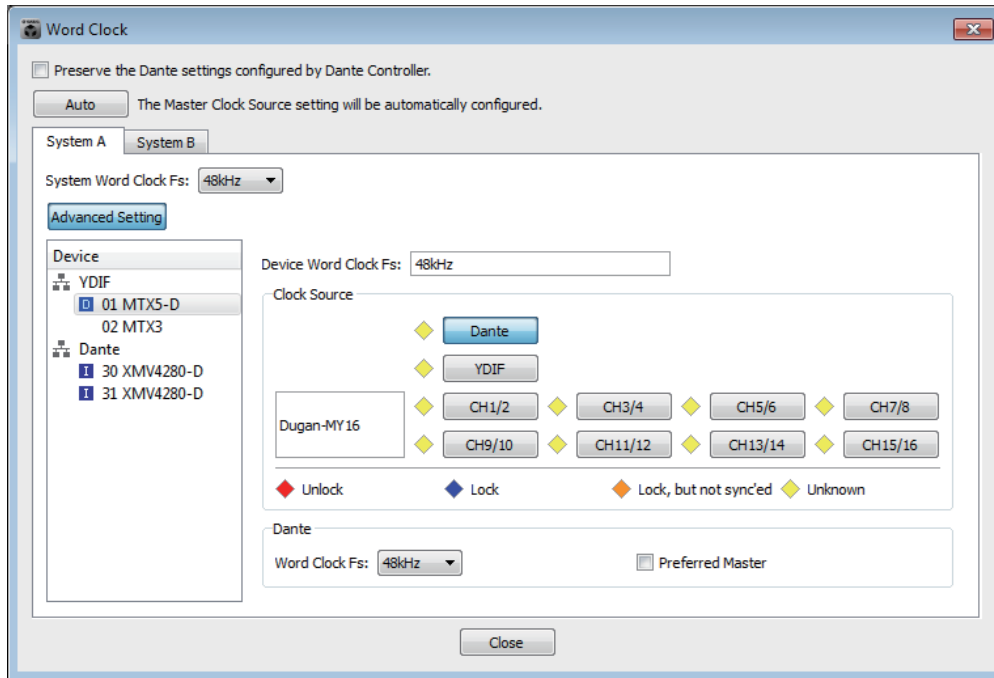 Word Clock
Preserve the Dante settings configured by Dante Controller.
Auto The Master Clock Source setting will be automatically configured.
System A System B
System Word Clock Fs: 48kHz
Advanced Setting
Device
YDIF
D 01 MTX5-D
02 MTX3
Dante
I 30 XMV4280-D
I 31 XMV4280-D
Device Word Clock Fs: 48kHz
Clock Source
Dante
YDIF
Dugan-MY16
CH1/2 CH3/4 CH5/6 CH7/8
CH9/10 CH11/12 CH13/14 CH15/16
Unlock Lock Lock, but not sync'ed Unknown
Dante
Word Clock Fs: 48kHz Preferred Master
Close